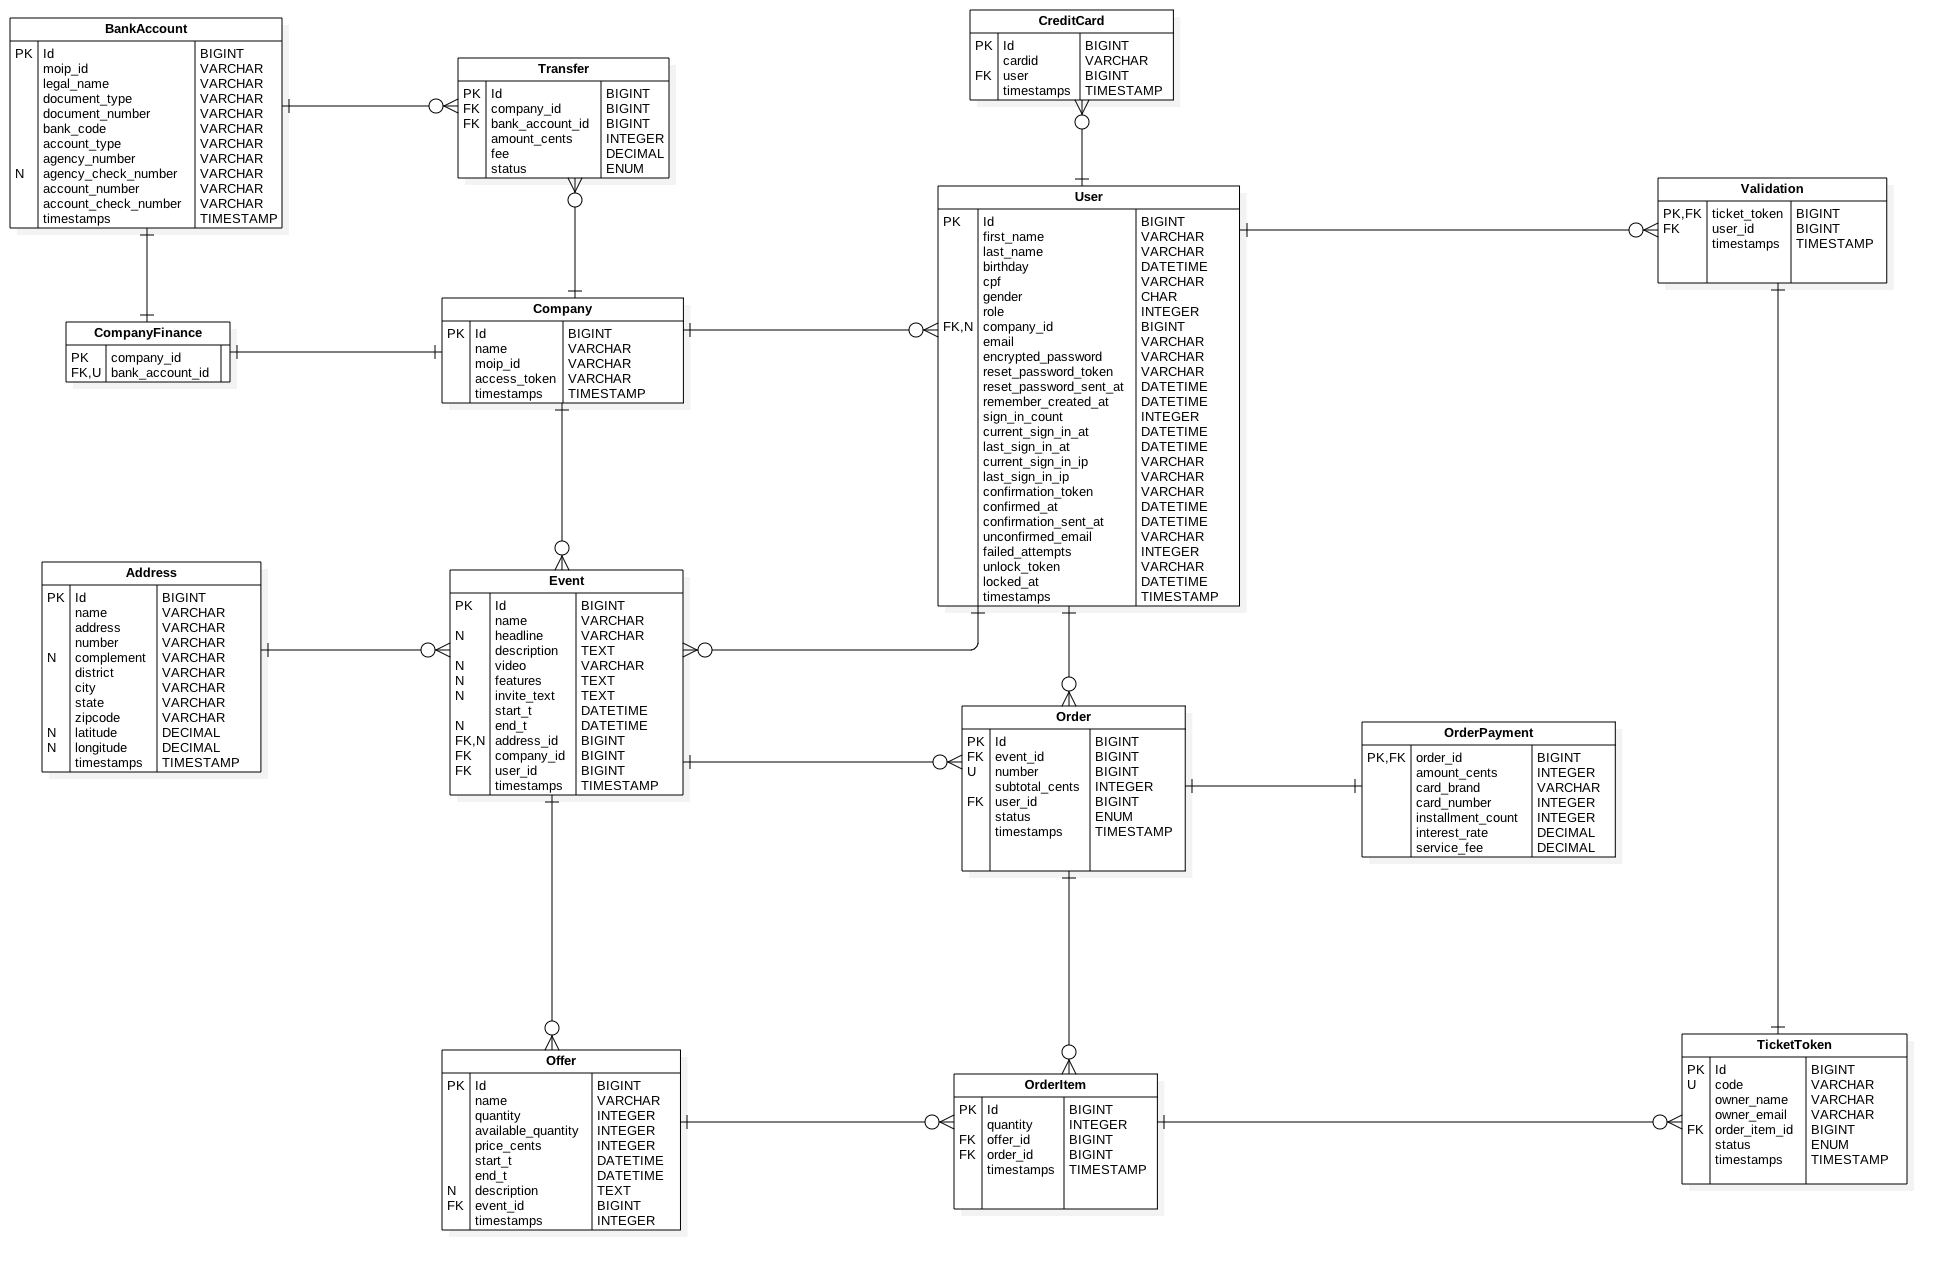 BankAccount
PK Id BIGINT
moip_id VARCHAR
legal_name VARCHAR
document_type VARCHAR
document_number VARCHAR
bank_code VARCHAR
account_type VARCHAR
agency_number VARCHAR
N agency_check_number VARCHAR
account_number VARCHAR
account_check_number VARCHAR
timestamps TIMESTAMP
Transfer
PK Id BIGINT
FK company_id BIGINT
FK bank_account_id BIGINT
amount_cents INTEGER
fee DECIMAL
status ENUM
CreditCard
PK Id BIGINT
cardid VARCHAR
FK user BIGINT
timestamps TIMESTAMP
User
PK Id BIGINT
first_name VARCHAR
last_name VARCHAR
birthday DATETIME
cpf VARCHAR
gender CHAR
role INTEGER
FK,N company_id BIGINT
email VARCHAR
encrypted_password VARCHAR
reset_password_token VARCHAR
reset_password_sent_at DATETIME
remember_created_at DATETIME
sign_in_count INTEGER
current_sign_in_at DATETIME
last_sign_in_at DATETIME
current_sign_in_ip VARCHAR
last_sign_in_ip VARCHAR
confirmation_token VARCHAR
confirmed_at DATETIME
confirmation_sent_at DATETIME
unconfirmed_email VARCHAR
failed_attempts INTEGER
unlock_token VARCHAR
locked_at DATETIME
timestamps TIMESTAMP
Validation
PK,FK ticket_token BIGINT
FK user_id BIGINT
timestamps TIMESTAMP
CompanyFinance
PK company_id
FK,U bank_account_id
Company
PK Id BIGINT
name VARCHAR
moip_id VARCHAR
access_token VARCHAR
timestamps TIMESTAMP
Address
PK Id BIGINT
name VARCHAR
address VARCHAR
number VARCHAR
N complement VARCHAR
district VARCHAR
city VARCHAR
state VARCHAR
zipcode VARCHAR
N latitude DECIMAL
N longitude DECIMAL
timestamps TIMESTAMP
Event
PK Id BIGINT
name VARCHAR
N headline VARCHAR
description TEXT
N video VARCHAR
N features TEXT
N invite_text TEXT
start_t DATETIME
N end_t DATETIME
FK,N address_id BIGINT
FK company_id BIGINT
FK user_id BIGINT
timestamps TIMESTAMP
Order
PK Id BIGINT
FK event_id BIGINT
U number BIGINT
subtotal_cents INTEGER
FK user_id BIGINT
status ENUM
timestamps TIMESTAMP
OrderPayment
PK,FK order_id BIGINT
amount_cents INTEGER
card_brand VARCHAR
card_number INTEGER
installment_count INTEGER
interest_rate DECIMAL
service_fee DECIMAL
Offer
PK Id BIGINT
name VARCHAR
quantity INTEGER
available_quantity INTEGER
price_cents INTEGER
start_t DATETIME
end_t DATETIME
N description TEXT
FK event_id BIGINT
timestamps INTEGER
OrderItem
PK Id BIGINT
quantity INTEGER
FK offer_id BIGINT
FK order_id BIGINT
timestamps TIMESTAMP
TicketToken
PK Id BIGINT
U code VARCHAR
owner_name VARCHAR
owner_email VARCHAR
FK order_item_id BIGINT
status ENUM
timestamps TIMESTAMP